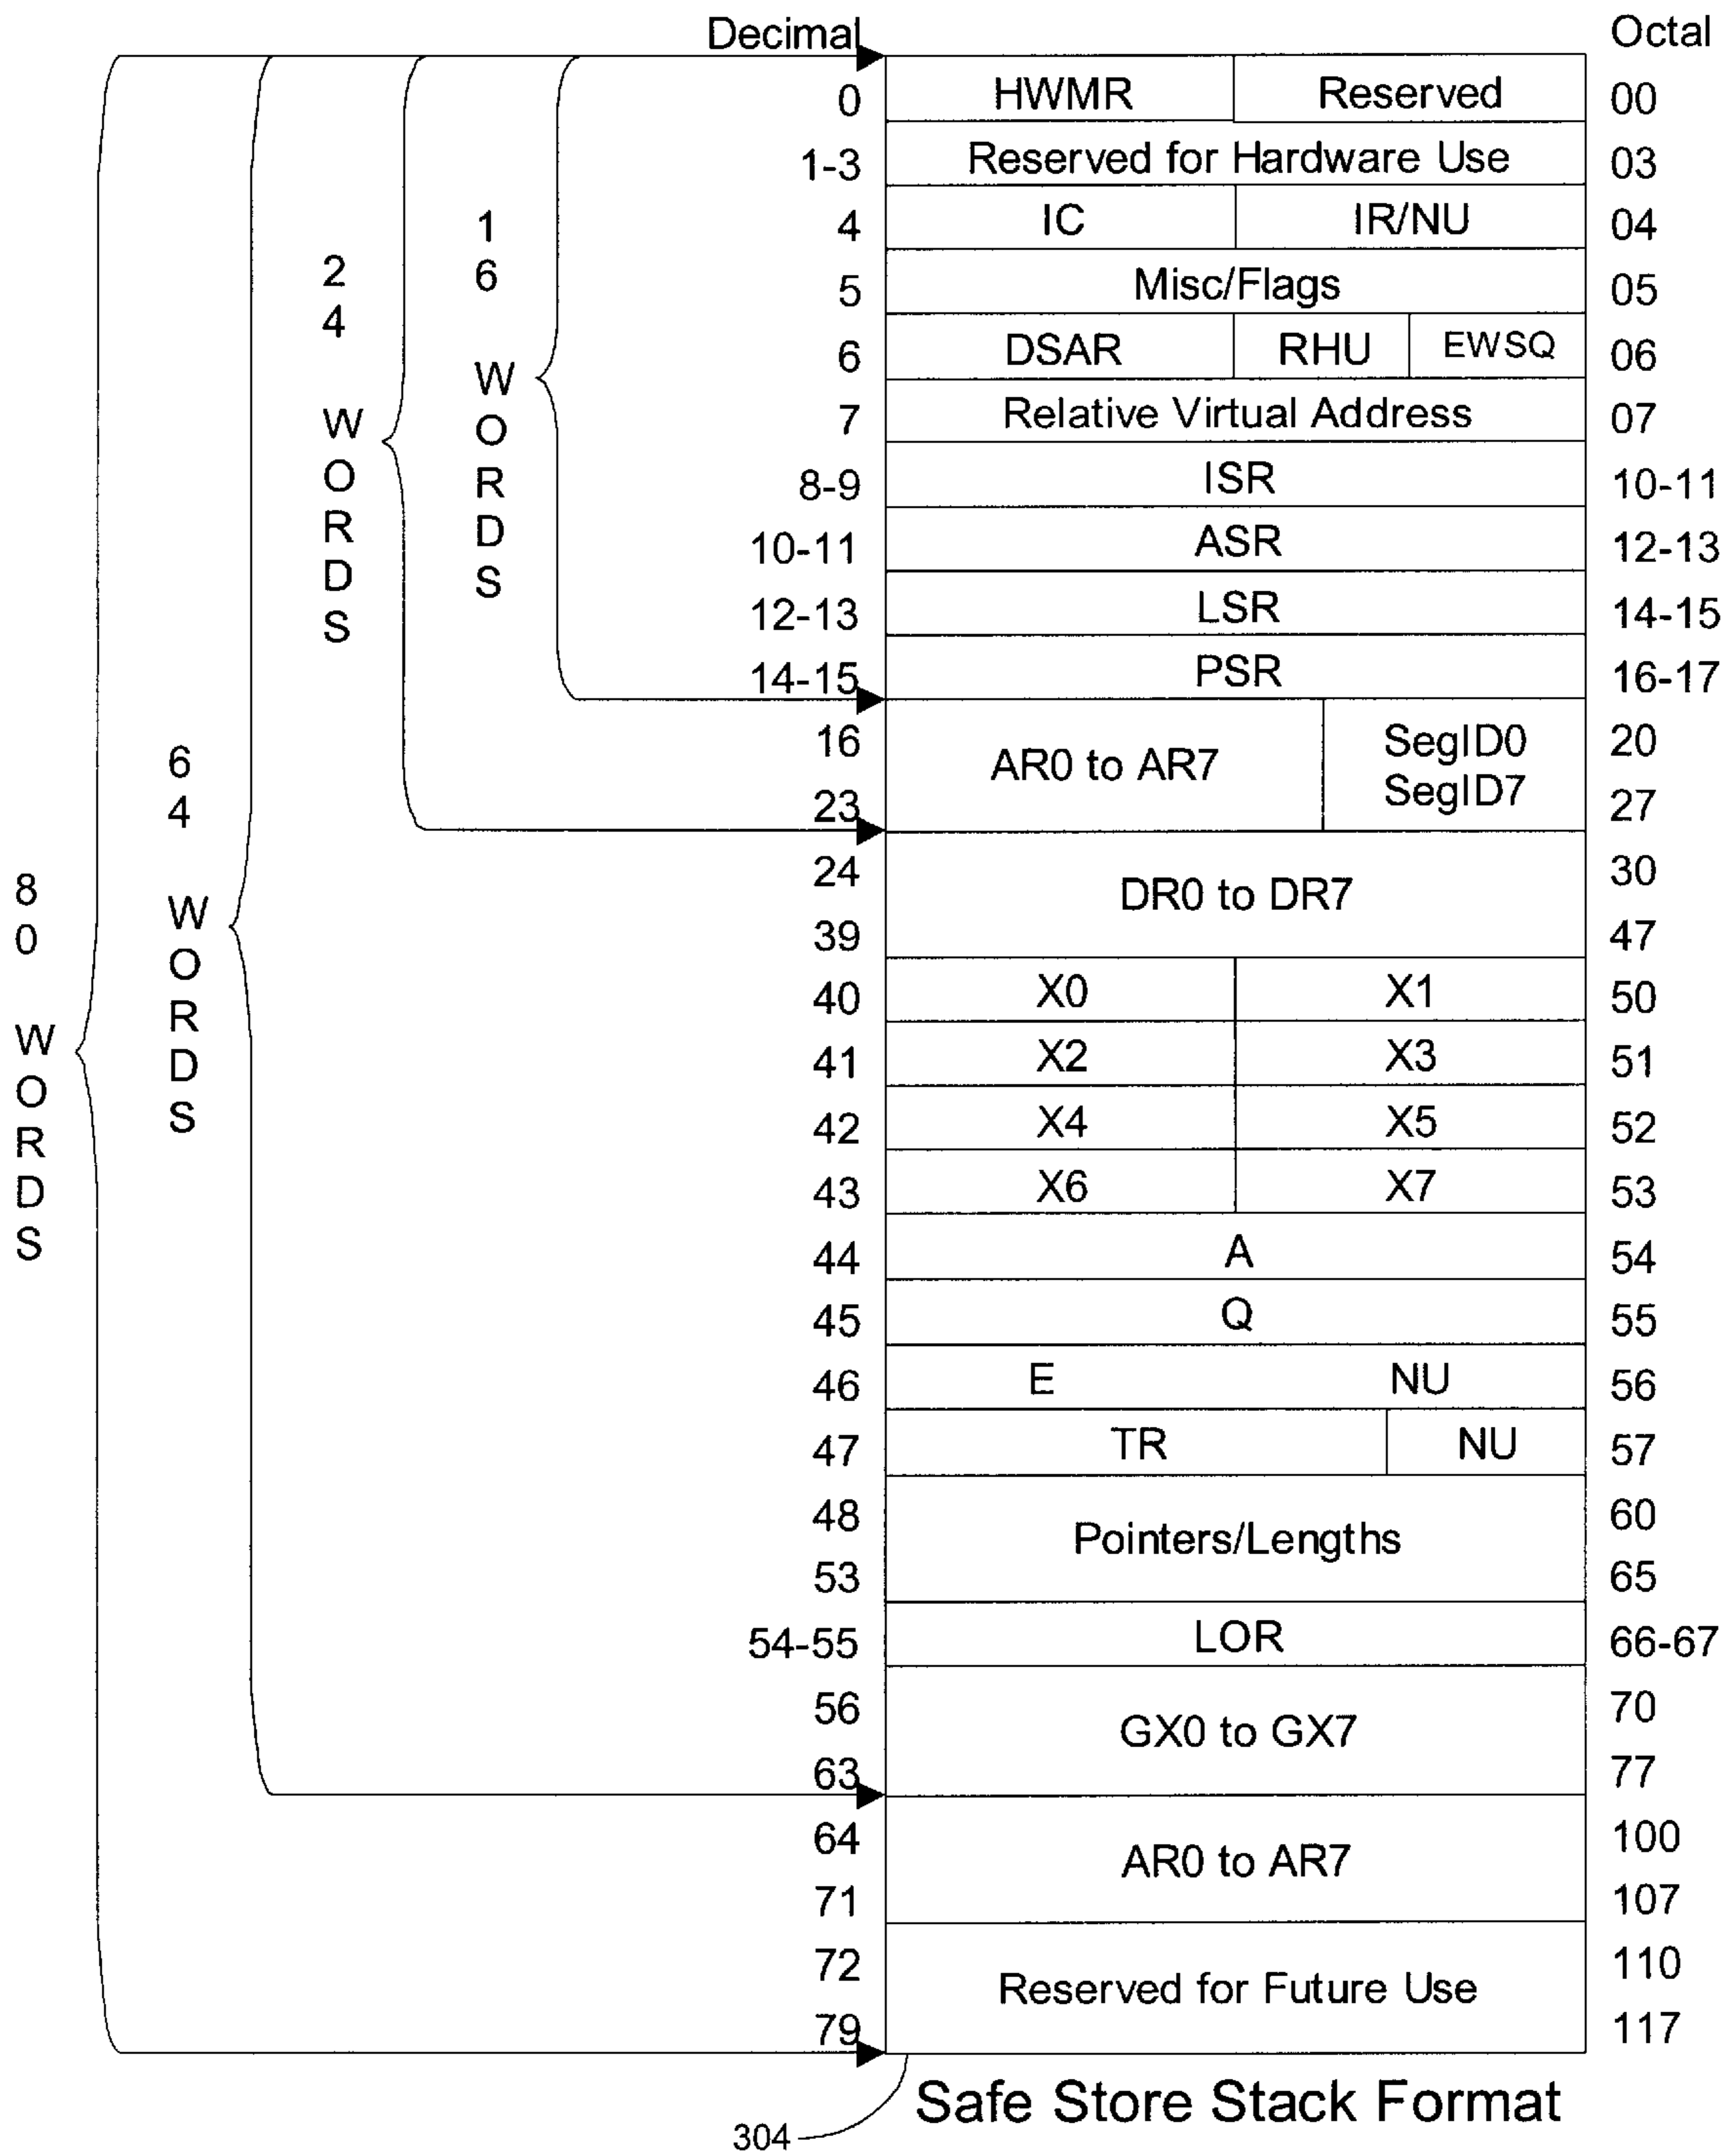 Decimal Octal
0 HWMR Reserved 00
1-3 Reserved for Hardware Use 03
4 IC IR/NU 04
5 Misc/Flags 05
6 DSAR RHU EWSQ 06
7 Relative Virtual Address 07
8-9 ISR 10-11
10-11 ASR 12-13
12-13 LSR 14-15
14-15 PSR 16-17
16 SegID0 20
AR0 to AR7
23 SegID7 27
24 30
DR0 to DR7
39 47
40 X0 X1 50
41 X2 X3 51
42 X4 X5 52
43 X6 X7 53
44 A 54
45 Q 55
46 E NU 56
47 TR NU 57
48 60
Pointers/Lengths
53 65
54-55 LOR 66-67
56 70
GX0 to GX7
63 77
64 100
AR0 to AR7
71 107
72 110
Reserved for Future Use
79 117
16 WORDS
24 WORDS
64 WORDS
80 WORDS
Safe Store Stack Format
304